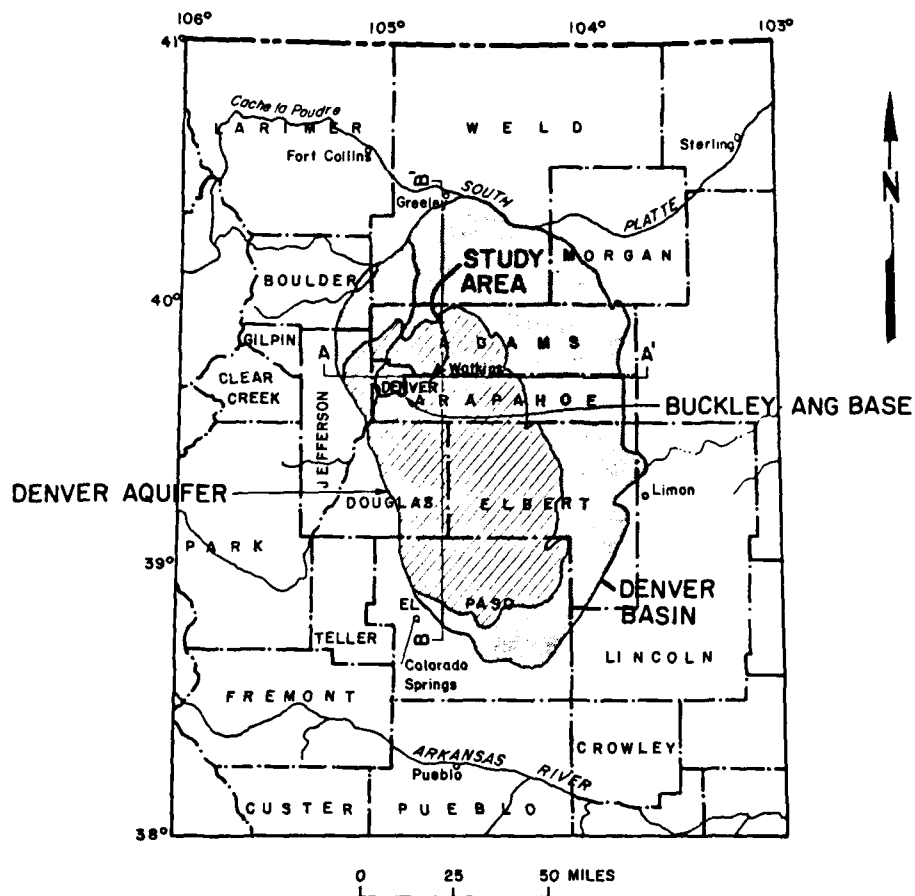 106°
105°
104°
103°
41°
Cache la Poudre
LARIMER
WELD
Fort Collins
Sterling
B'
SOUTH
Greeley
PLATTE
N
MORGAN
STUDY
AREA
BOULDER
40°
GILPIN
A
ADAMS
A'
CLEAR
CREEK
Watkins
DENVER
ARAPAHOE
BUCKLEY ANG BASE
JEFFERSON
DENVER AQUIFER
DOUGLAS
ELBERT
Limon
PARK
39°
DENVER
BASIN
EL PASO
TELLER
B
LINCOLN
Colorado
Springs
FREMONT
CROWLEY
ARKANSAS
RIVER
Pueblo
CUSTER
PUEBLO
38°
0 25 50 MILES